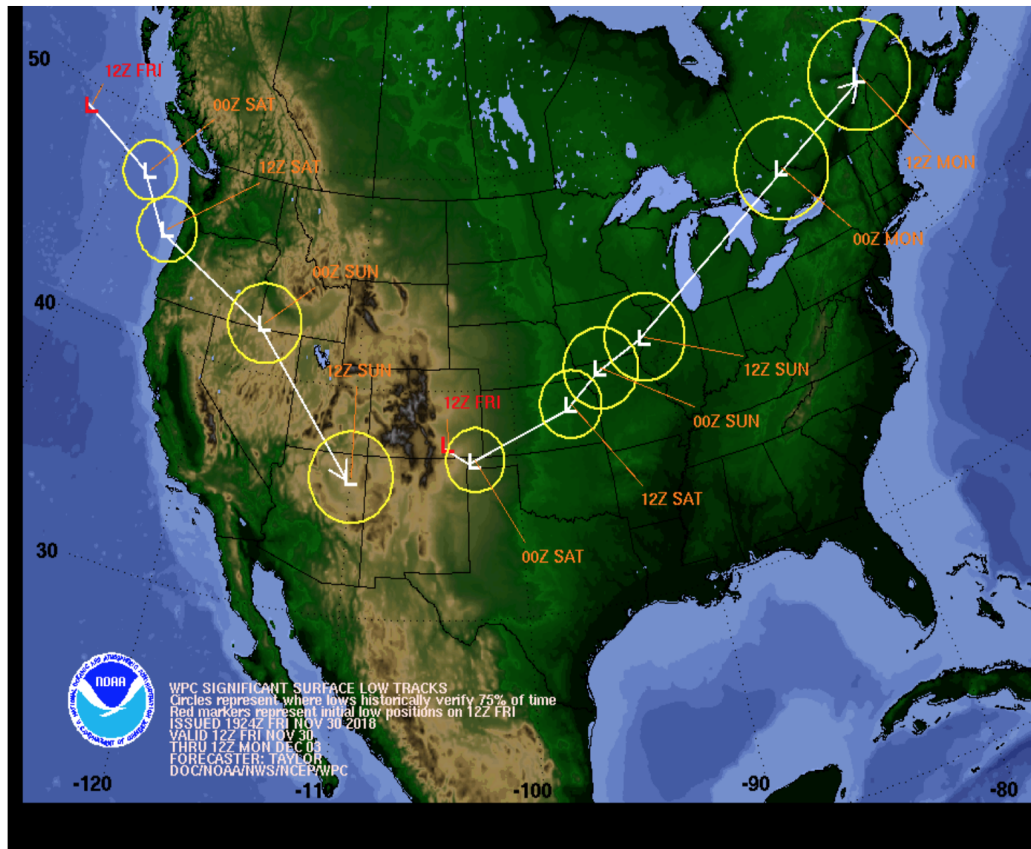 50
12Z FRI
00Z SAT
12Z SAT
00Z SUN
12Z SUN
40
12Z FRI
00Z SAT
12Z SAT
00Z SUN
12Z SUN
00Z MON
12Z MON
30
NOAA
WPC SIGNIFICANT SURFACE LOW TRACKS
Circles represent where lows historically verify 75% of time
Red markers represent initial low positions on 12Z FRI
ISSUED 1924Z FRI NOV 30 2018
VALID 12Z FRI NOV 30
THRU 12Z MON DEC 03
FORECASTER: TAYLOR
DOC/NOAA/NWS/NCEP/WPC
-120
-110
-100
-90
-80